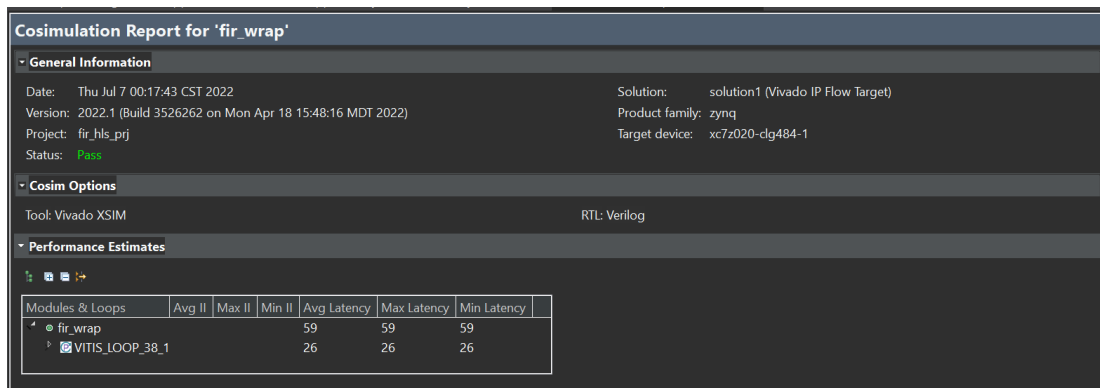 Cosimulation Report for 'fir_wrap'
General Information
Date: Thu Jul 7 00:17:43 CST 2022
Solution: solution1 (Vivado IP Flow Target)
Version: 2022.1 (Build 3526262 on Mon Apr 18 15:48:16 MDT 2022)
Product family: zynq
Project: fir_hls_prj
Target device: xc7z020-clg484-1
Status: Pass
Cosim Options
Tool: Vivado XSIM
RTL: Verilog
Performance Estimates
Modules & Loops Avg II Max II Min II Avg Latency Max Latency Min Latency
fir_wrap 59 59 59
VITIS_LOOP_38_1 26 26 26